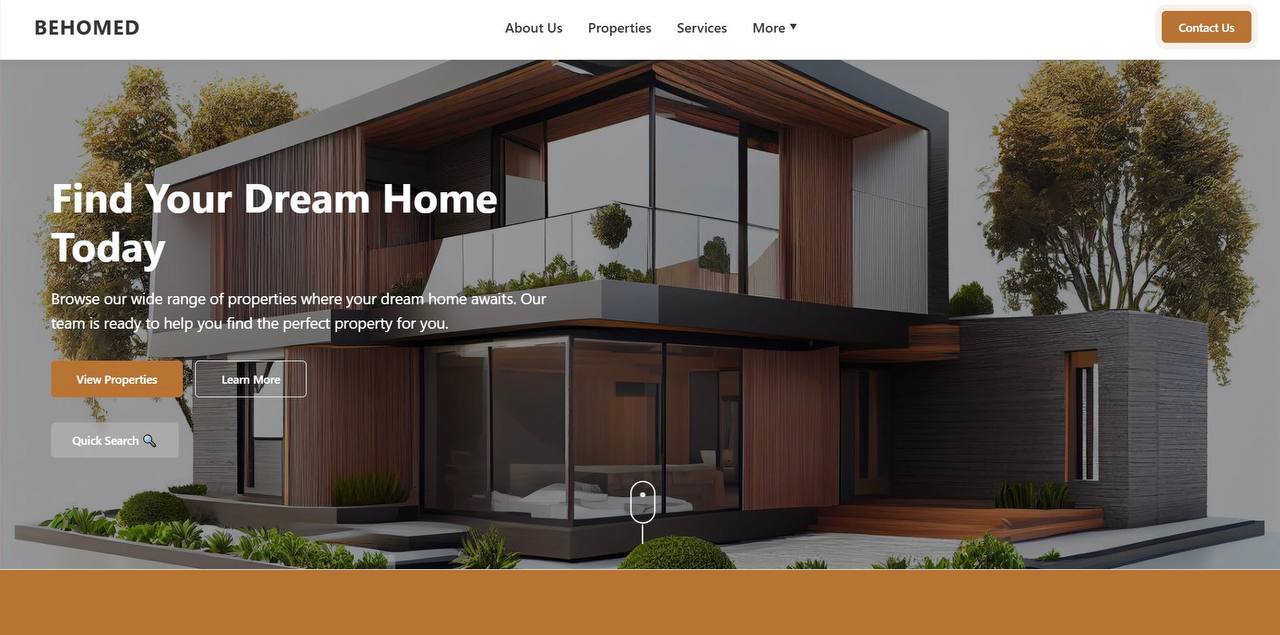 BEHOMED
About Us
Properties
Services
More ▼
Contact Us
Find Your Dream Home
Today
Browse our wide range of properties where your dream home awaits. Our
team is ready to help you find the perfect property for you.
View Properties
Learn More
Quick Search 🔍